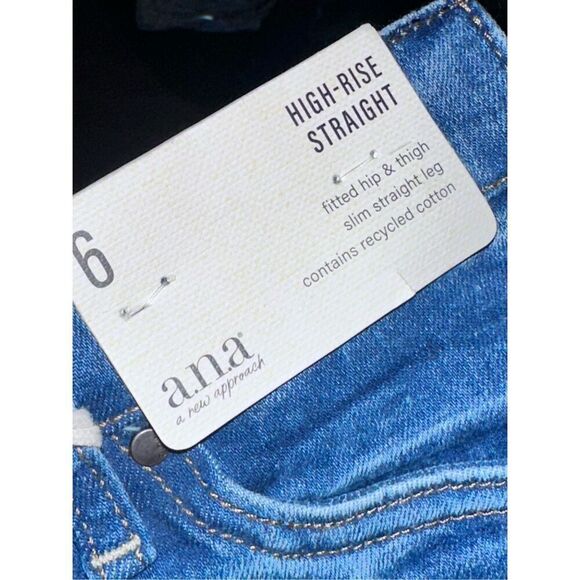 HIGH-RISE
STRAIGHT
fitted hip & thigh
slim straight leg
contains recycled cotton
6
a.n.a®
a new approach